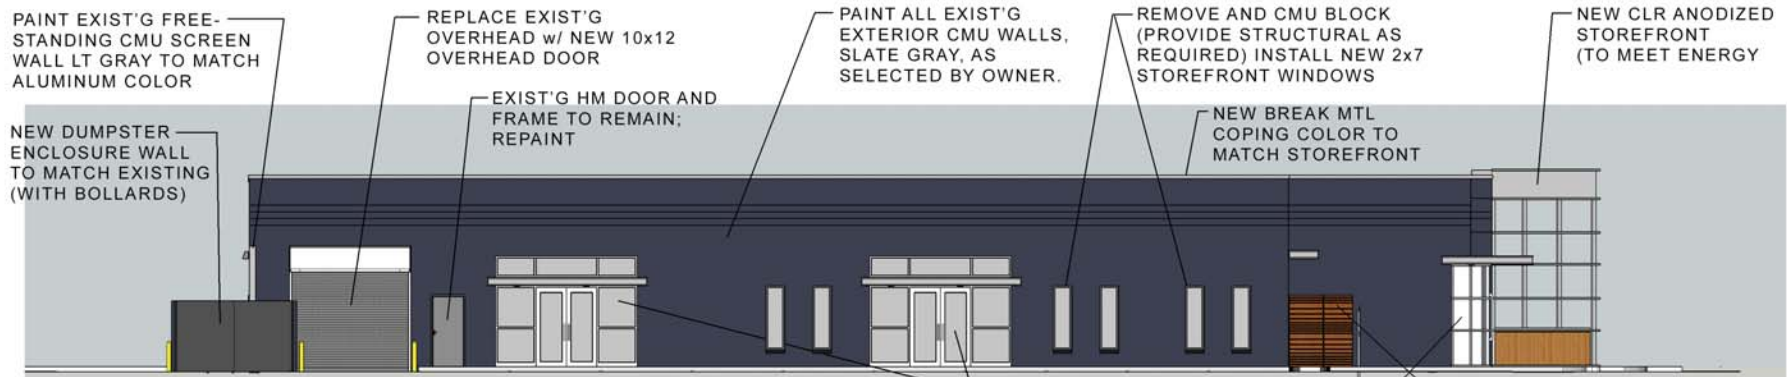 PAINT EXIST'G FREE-
STANDING CMU SCREEN
WALL LT GRAY TO MATCH
ALUMINUM COLOR
REPLACE EXIST'G
OVERHEAD w/ NEW 10x12
OVERHEAD DOOR
PAINT ALL EXIST'G
EXTERIOR CMU WALLS,
SLATE GRAY, AS
SELECTED BY OWNER.
REMOVE AND CMU BLOCK
(PROVIDE STRUCTURAL AS
REQUIRED) INSTALL NEW 2x7
STOREFRONT WINDOWS
NEW CLR ANODIZED
STOREFRONT
(TO MEET ENERGY
EXIST'G HM DOOR AND
FRAME TO REMAIN;
REPAINT
NEW BREAK MTL
COPING COLOR TO
MATCH STOREFRONT
NEW DUMPSTER
ENCLOSURE WALL
TO MATCH EXISTING
(WITH BOLLARDS)